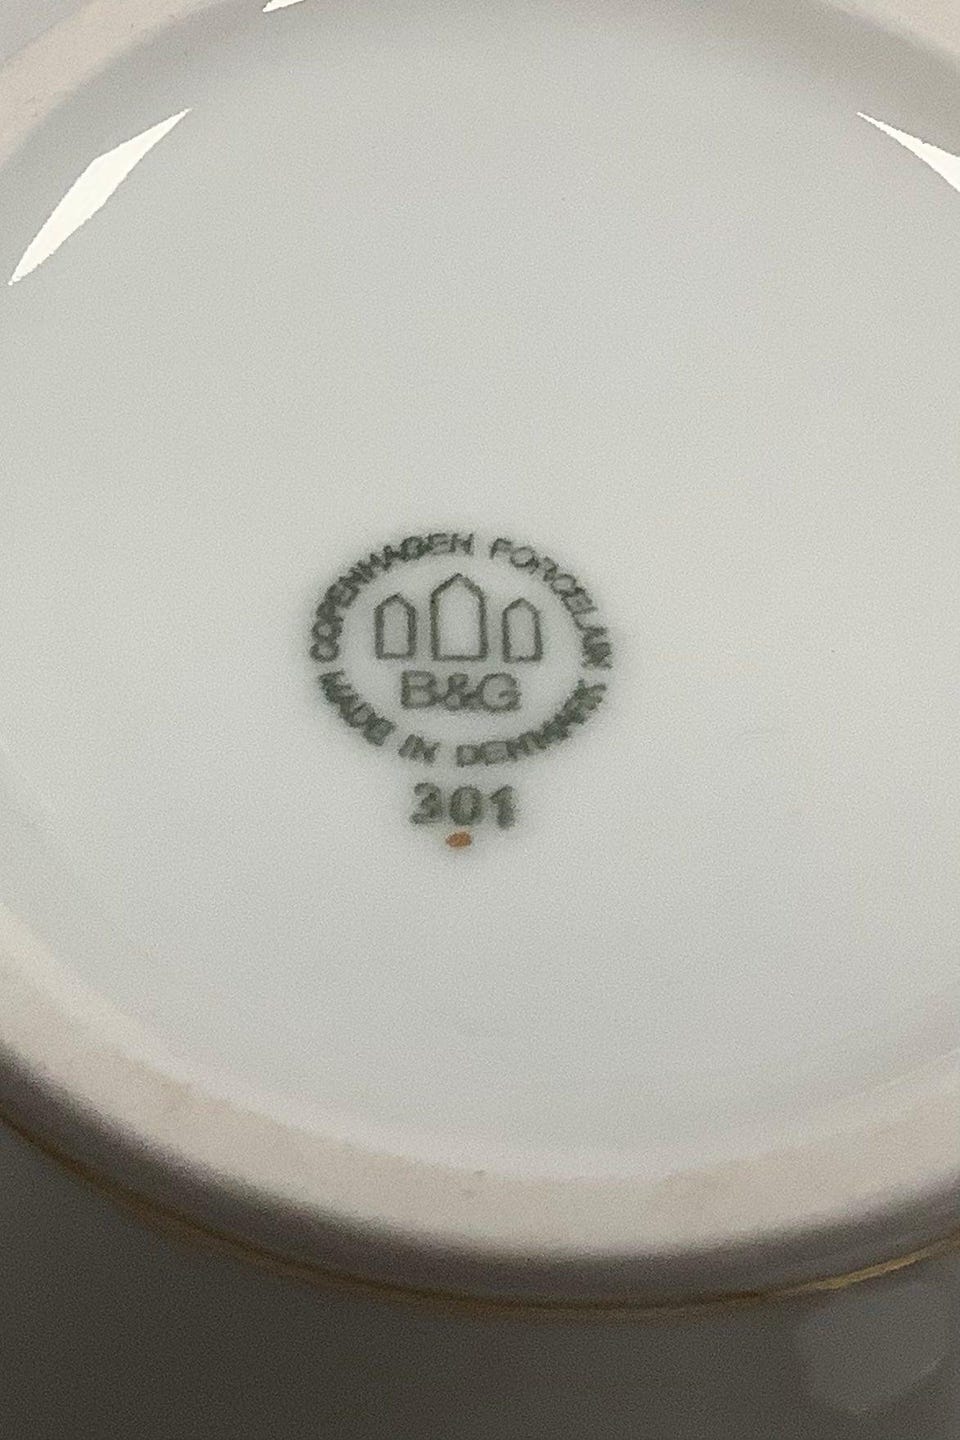 COPENHAGEN PORCELAIN
B&G
MADE IN DENMARK
301